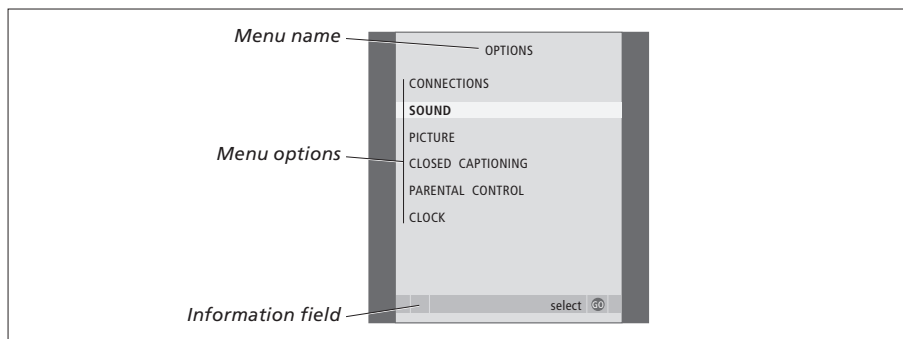 Menu name
OPTIONS
CONNECTIONS
SOUND
PICTURE
Menu options
CLOSED CAPTIONING
PARENTAL CONTROL
CLOCK
select GO
Information field